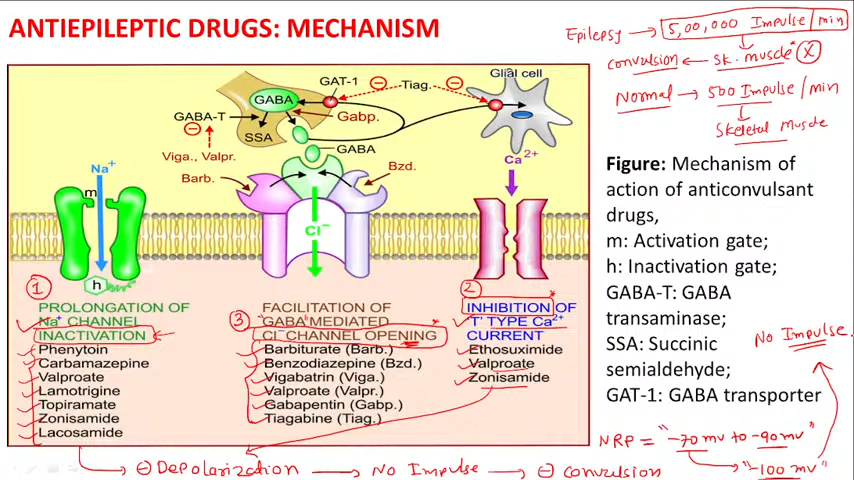 ANTIEPILEPTIC DRUGS: MECHANISM
Epilepsy → 5,00,000 Impulse/min
Convulsion ← Sk. muscle* X
Normal → 500 Impulse/min
Skeletal Muscle
GAT-1
Tiag.
Glial cell
GABA
GABA-T
Gabp.
SSA
GABA
Viga., Valpr.
Barb.
Bzd.
Na+
m
h
Cl−
Ca2+
Figure: Mechanism of
action of anticonvulsant
drugs,
m: Activation gate;
h: Inactivation gate;
GABA-T: GABA
transaminase;
SSA: Succinic
semialdehyde;
GAT-1: GABA transporter
1
PROLONGATION OF
Na+ CHANNEL
INACTIVATION
Phenytoin
Carbamazepine
Valproate
Lamotrigine
Topiramate
Zonisamide
Lacosamide
3
FACILITATION OF
"GABA" MEDIATED
Cl− CHANNEL OPENING*
Barbiturate (Barb.)
Benzodiazepine (Bzd.)
Vigabatrin (Viga.)
Valproate (Valpr.)
Gabapentin (Gabp.)
Tiagabine (Tiag.)
2
INHIBITION* OF
'T' TYPE Ca2+
CURRENT
Ethosuximide
Valproate
Zonisamide
No Impulse.
NRP = "-70 mv to -90 mv"
"-100 mv"
⊖ Depolarization → No Impulse → ⊖ convulsion